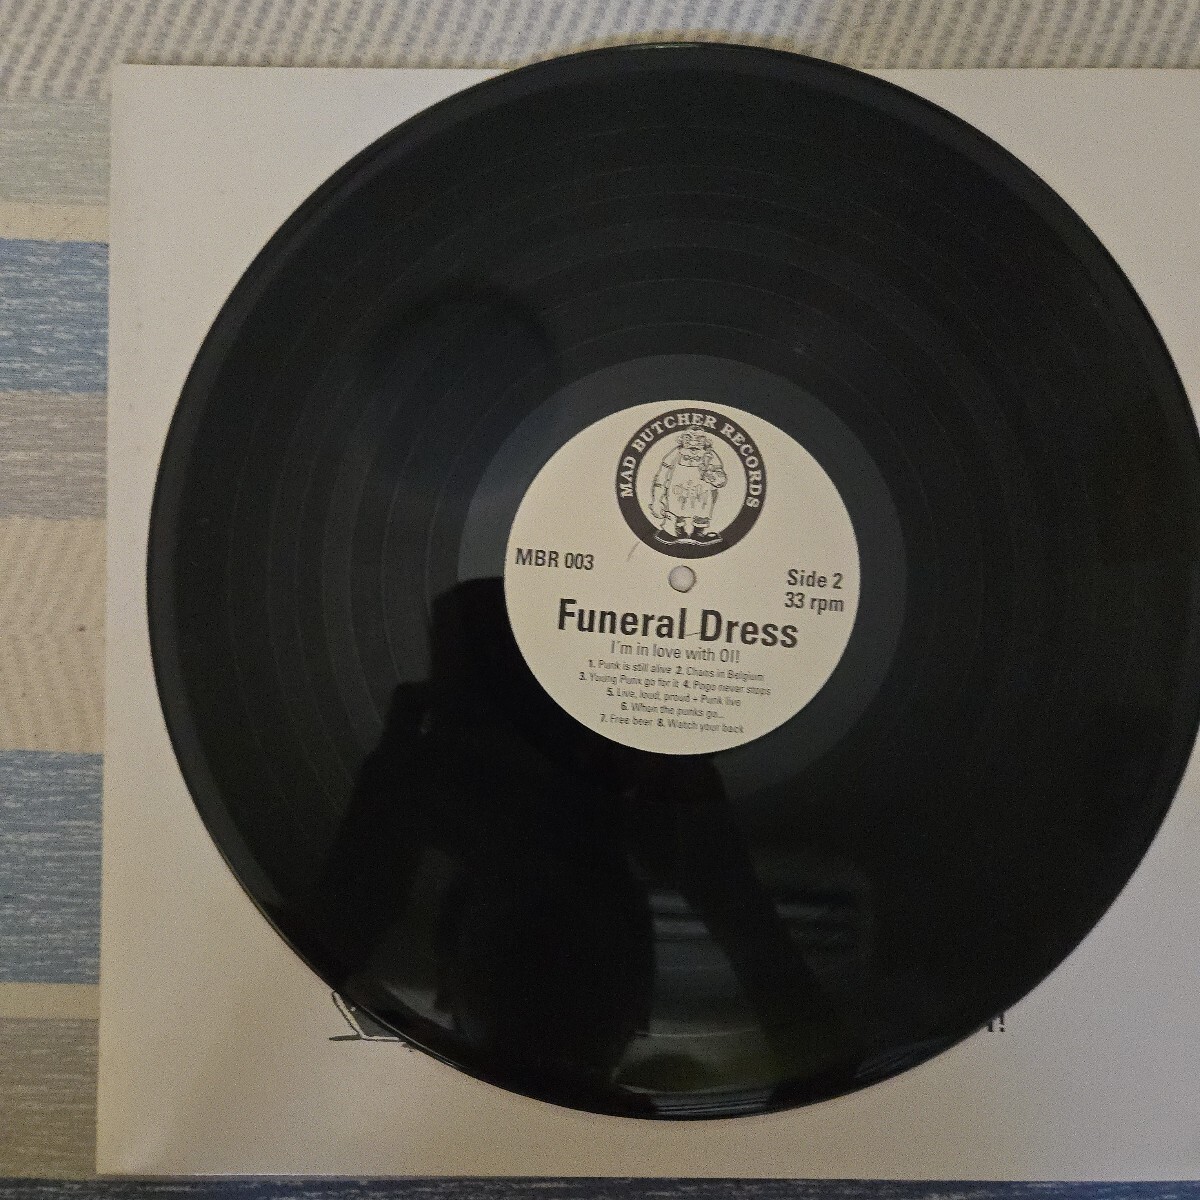 MAD BUTCHER RECORDS
MBR 003
Side 2
33 rpm
Funeral Dress
I´m in love with OI!
1. Punk is still alive 2. Chaos in Belgium
3. Young Punx go for it 4. Pogo never stops
5. Live, loud, proud + Punk live
6. When the punks go...
7. Free beer 8. Watch your back